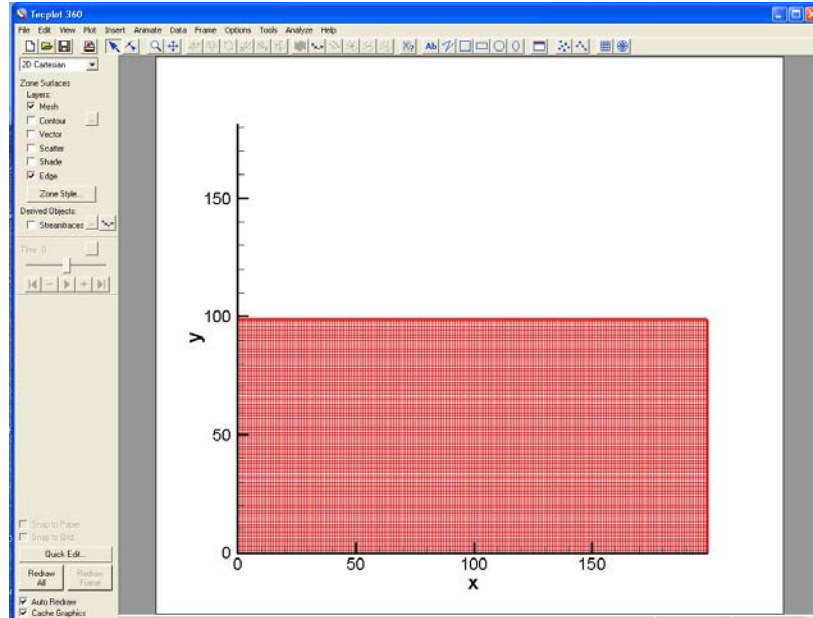 Tecplot 360
File Edit View Plot Insert Animate Data Frame Options Tools Analyze Help
2D Cartesian
Zone Surfaces
Layers:
Mesh
Contour
Vector
Scatter
Shade
Edge
Zone Style...
Derived Objects:
Streamtraces
Time: 0
Snap to Paper
Snap to Grid
Quick Edit...
Redraw All
Redraw Frame
Auto Redraw
Cache Graphics
150
100
y
50
0
0 50 100 150
x